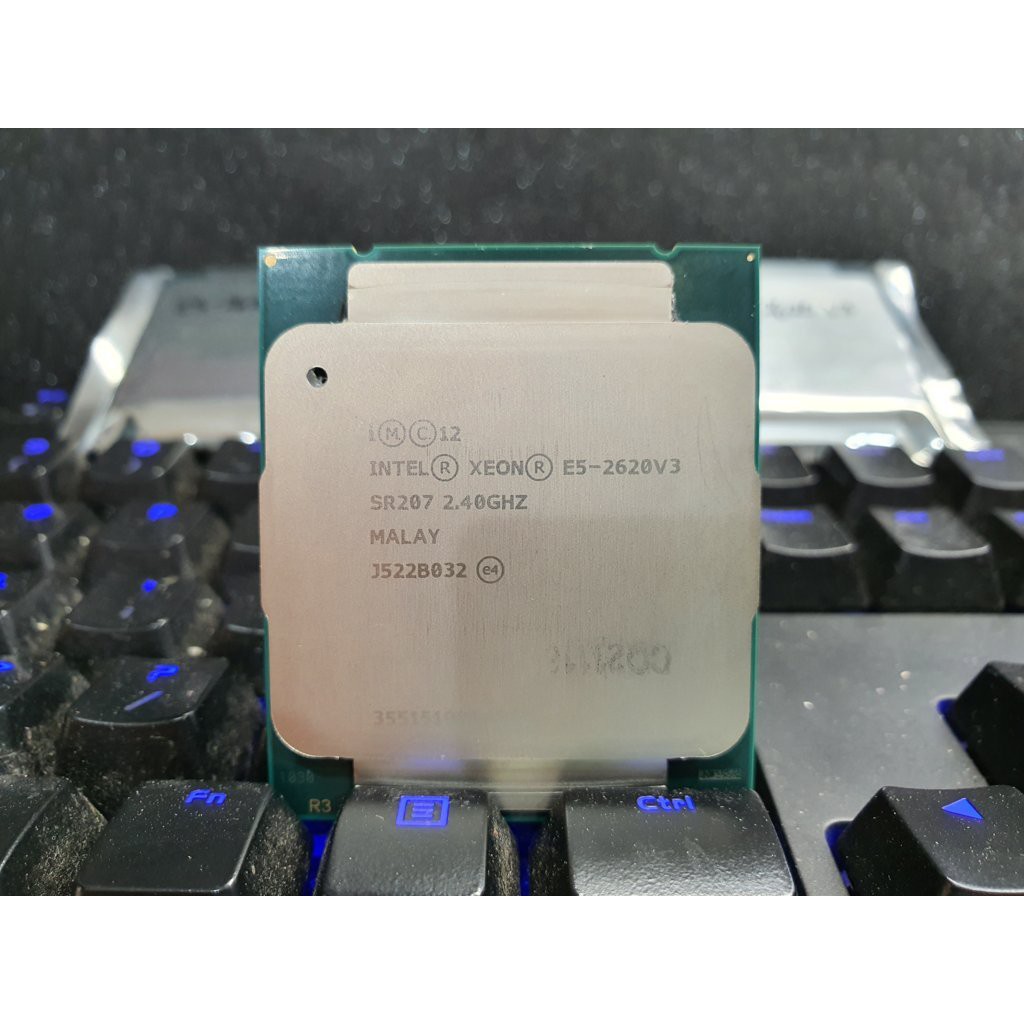 i Ⓜ Ⓒ 12
INTEL® XEON® E5-2620V3
SR207 2.40GHZ
MALAY
J522B032 ⓔ4
P
R3
Fn
Ctrl